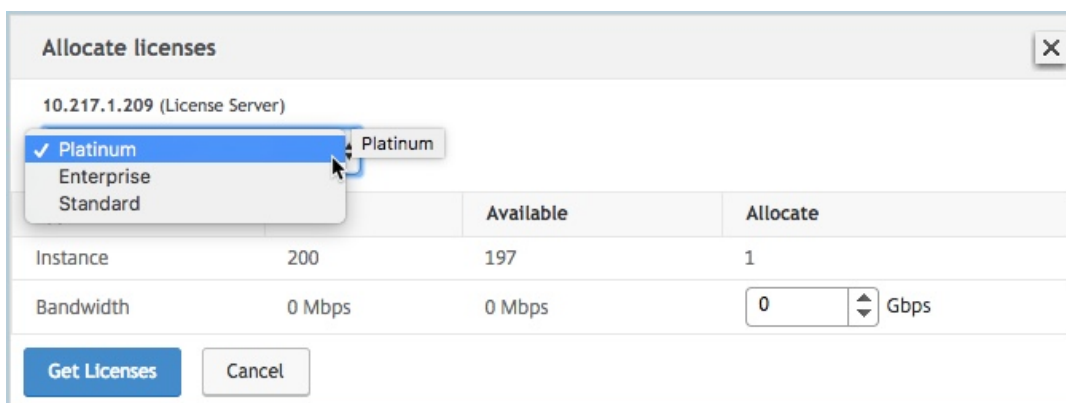 Allocate licenses
10.217.1.209 (License Server)
✓ Platinum
Platinum
Enterprise
Standard
Available Allocate
Instance 200 197 1
Bandwidth 0 Mbps 0 Mbps 0 Gbps
Get Licenses Cancel